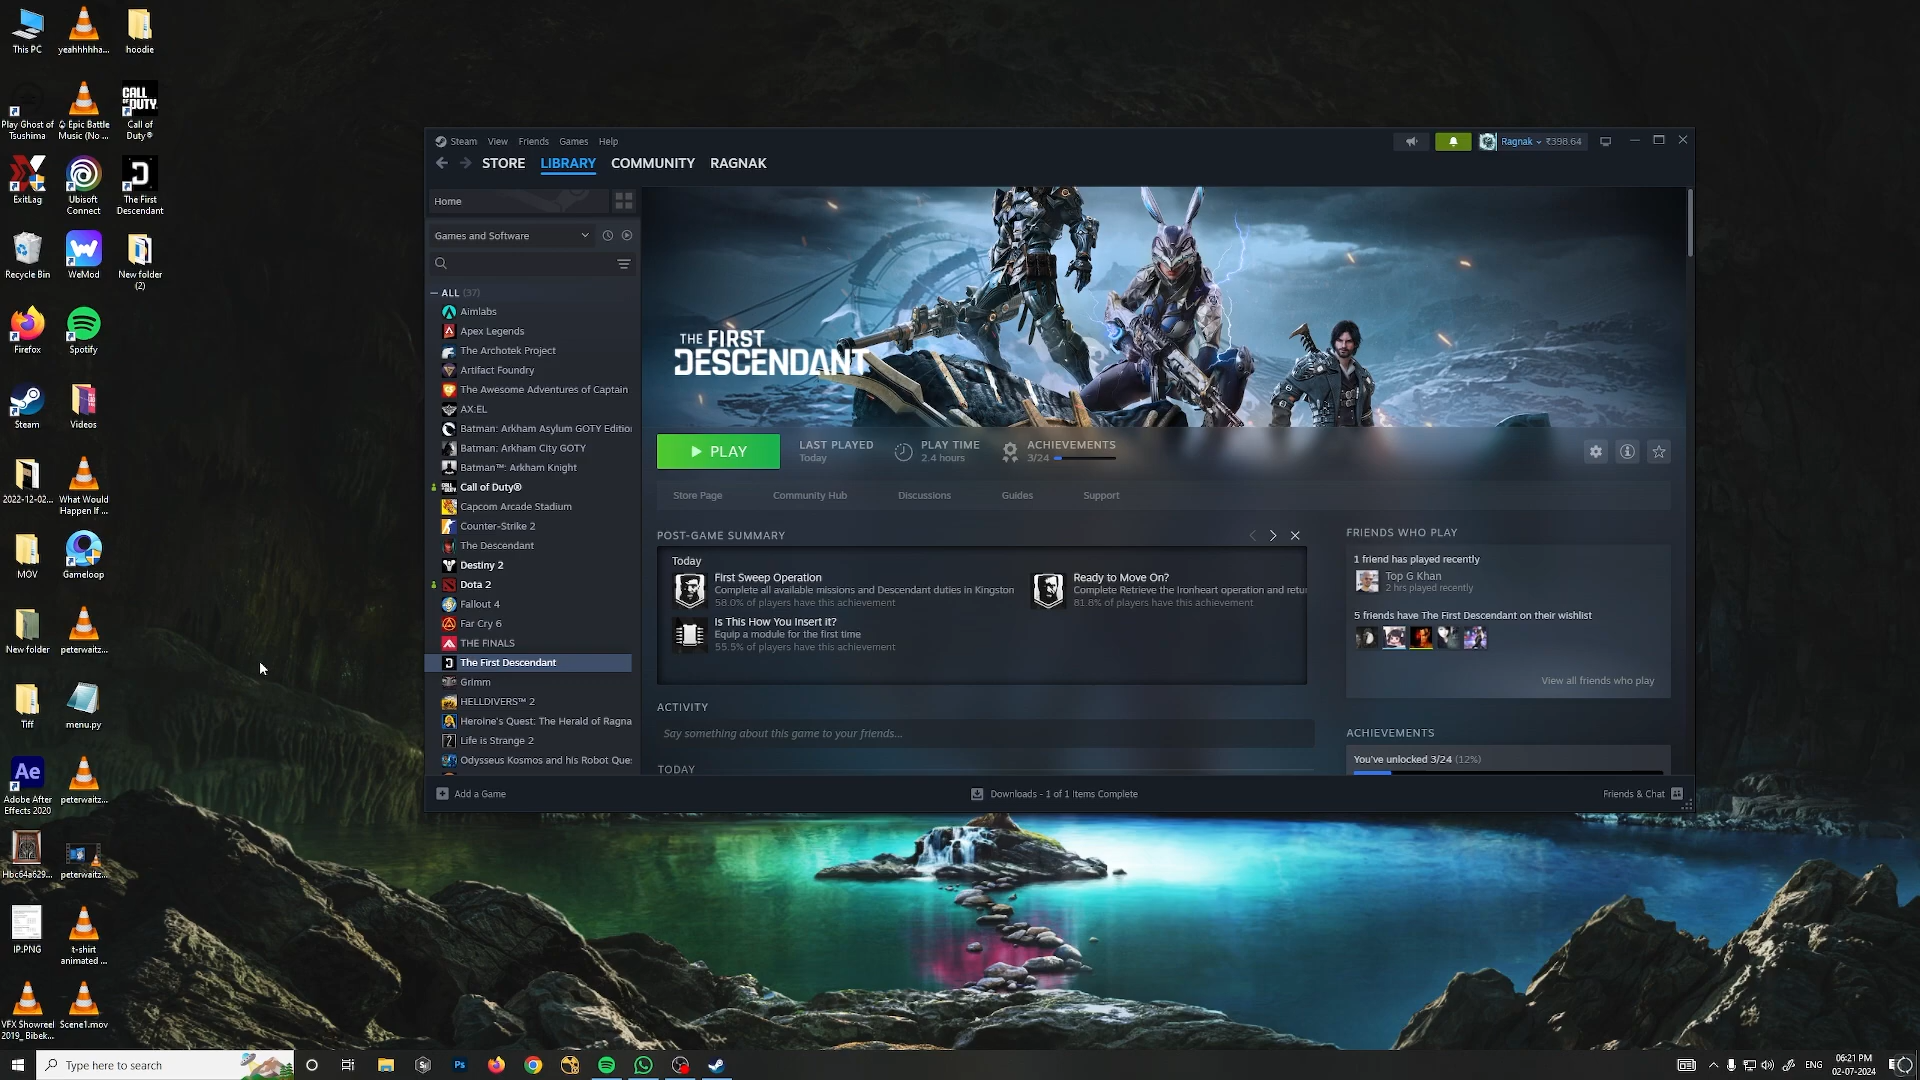 This PC
yeahhhhha...
hoodie
Play Ghost of
Tsushima
Epic Battle
Music (No ...
CALL OF DUTY.
Call of
Duty®
ExitLag
Ubisoft
Connect
The First
Descendant
Recycle Bin
WeMod
New folder
(2)
Firefox
Spotify
Steam
Videos
2022-12-02...
What Would
Happen If ...
MOV
Gameloop
New folder
peterwaitz...
Tiff
menu.py
Ae
Adobe After
Effects 2020
peterwaitz...
Hbc64a629...
peterwaitz...
IP.PNG
t-shirt
animated ...
VFX Showreel
2019_ Bibek...
Scene1.mov
Steam View Friends Games Help
Ragnak ₹398.64
STORE LIBRARY COMMUNITY RAGNAK
Home
Games and Software
ALL (37)
Aimlabs
Apex Legends
The Archotek Project
Artifact Foundry
The Awesome Adventures of Captain
AX:EL
Batman: Arkham Asylum GOTY Editio
Batman: Arkham City GOTY
Batman™: Arkham Knight
Call of Duty®
Capcom Arcade Stadium
Counter-Strike 2
The Descendant
Destiny 2
Dota 2
Fallout 4
Far Cry 6
THE FINALS
The First Descendant
Grimm
HELLDIVERS™ 2
Heroine's Quest: The Herald of Ragna
Life is Strange 2
Odysseus Kosmos and his Robot Que
Add a Game
THE FIRST
DESCENDANT
PLAY
LAST PLAYED
Today
PLAY TIME
2.4 hours
ACHIEVEMENTS
3/24
Store Page Community Hub Discussions Guides Support
POST-GAME SUMMARY
Today
First Sweep Operation
Complete all available missions and Descendant duties in Kingston
58.0% of players have this achievement
Ready to Move On?
Complete Retrieve the Ironheart operation and retu
81.8% of players have this achievement
Is This How You Insert it?
Equip a module for the first time
55.5% of players have this achievement
ACTIVITY
Say something about this game to your friends...
TODAY
FRIENDS WHO PLAY
1 friend has played recently
Top G Khan
2 hrs played recently
5 friends have The First Descendant on their wishlist
View all friends who play
ACHIEVEMENTS
You've unlocked 3/24 (12%)
Downloads - 1 of 1 Items Complete
Friends & Chat
Type here to search
Ps
ENG
06:21 PM
02-07-2024